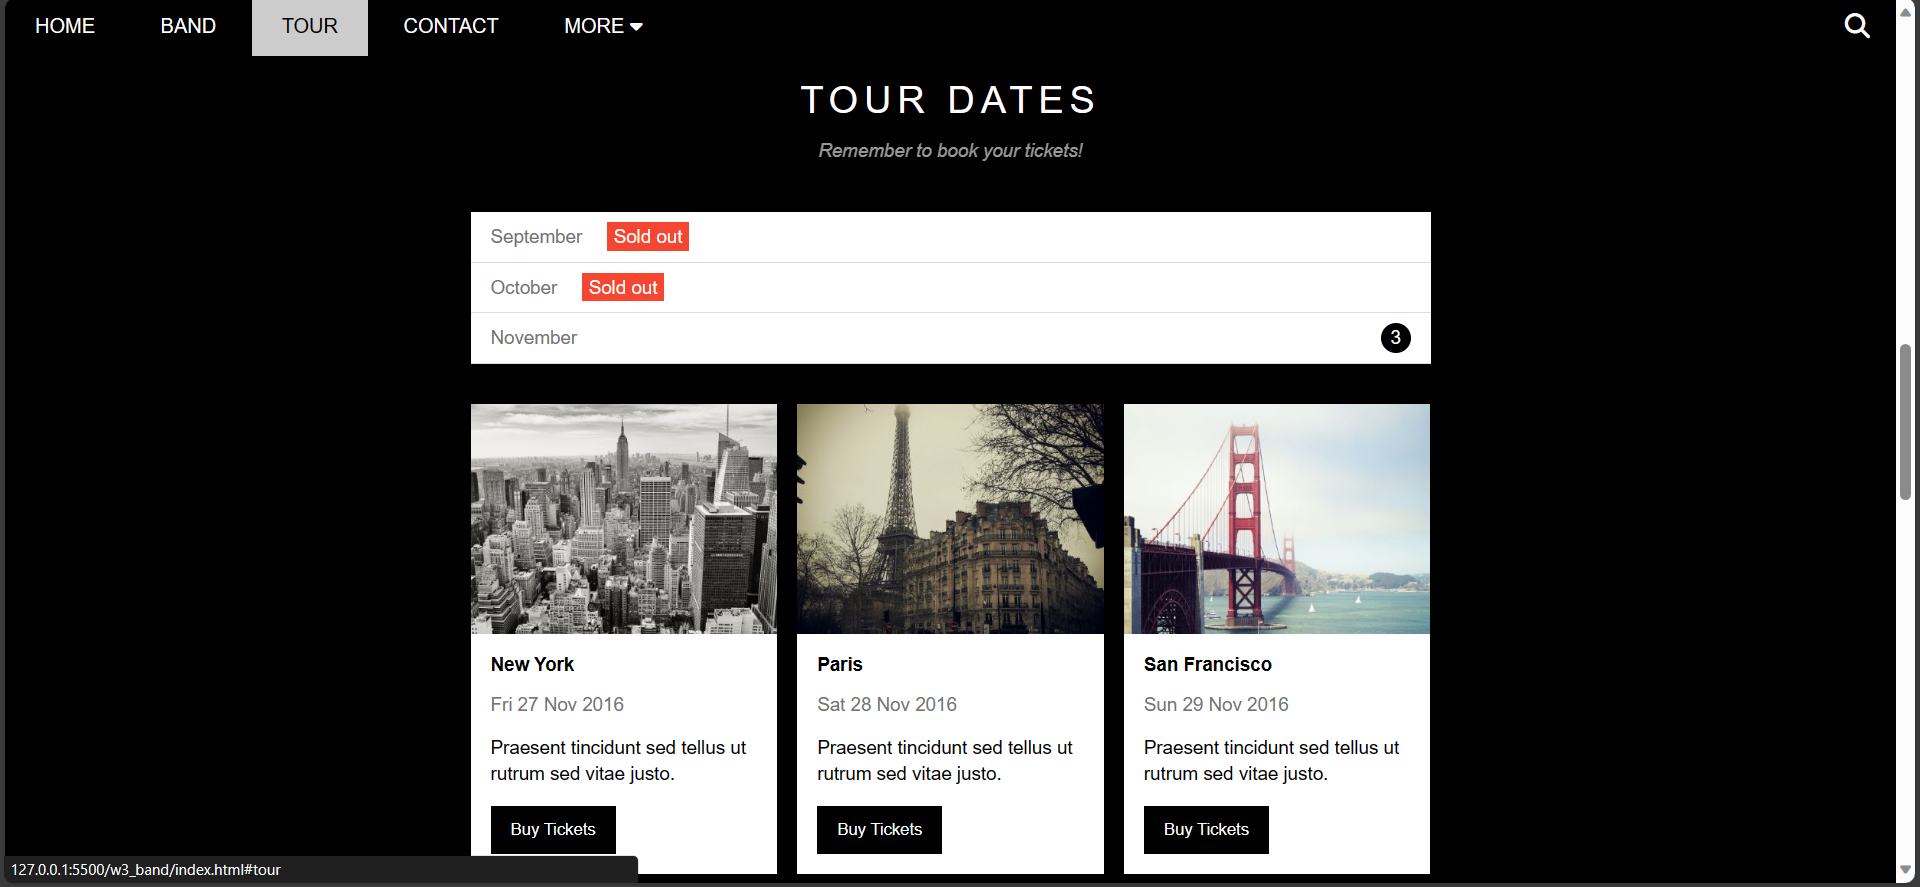 HOME BAND TOUR CONTACT MORE
TOUR DATES
Remember to book your tickets!
September Sold out
October Sold out
November 3
New York
Fri 27 Nov 2016
Praesent tincidunt sed tellus ut
rutrum sed vitae justo.
Buy Tickets
Paris
Sat 28 Nov 2016
Praesent tincidunt sed tellus ut
rutrum sed vitae justo.
Buy Tickets
San Francisco
Sun 29 Nov 2016
Praesent tincidunt sed tellus ut
rutrum sed vitae justo.
Buy Tickets
127.0.0.1:5500/w3_band/index.html#tour